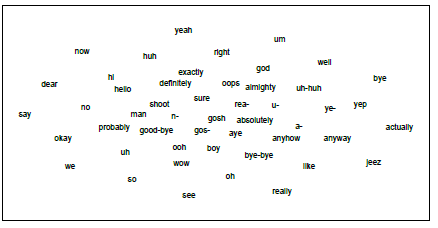 yeah
um
now
huh
right
well
exactly
god
hi
bye
dear
hello
definitely
oops
almighty
uh-huh
sure
no
shoot
rea-
u-
ye-
yep
say
man
n-
gosh
absolutely
probably
good-bye
gos-
aye
a-
actually
okay
anyhow
anyway
uh
ooh
boy
bye-bye
we
wow
like
jeez
so
oh
see
really